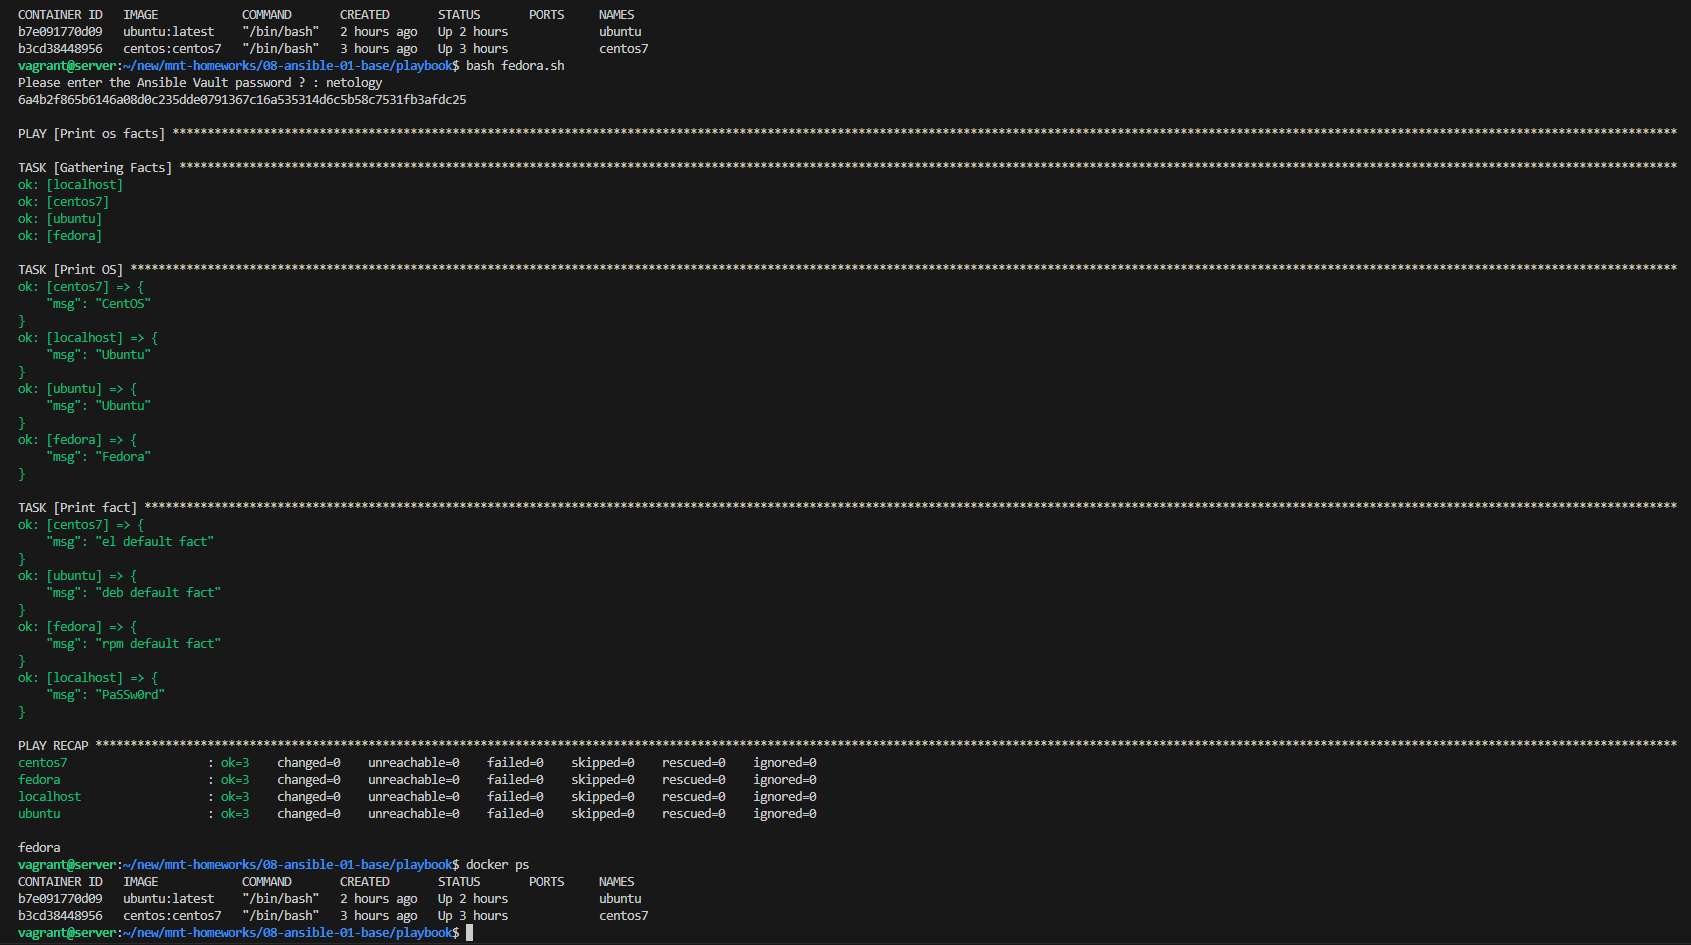 CONTAINER ID   IMAGE            COMMAND       CREATED       STATUS       PORTS     NAMES
b7e091770d09   ubuntu:latest    "/bin/bash"   2 hours ago   Up 2 hours             ubuntu
b3cd38448956   centos:centos7   "/bin/bash"   3 hours ago   Up 3 hours             centos7
vagrant@server:~/new/mnt-homeworks/08-ansible-01-base/playbook$ bash fedora.sh
Please enter the Ansible Vault password ? : netology
6a4b2f865b6146a08d0c235dde0791367c16a535314d6c5b58c7531fb3afdc25
PLAY [Print os facts] ***********************************************************************************************************************************************************************************************************************
TASK [Gathering Facts] **********************************************************************************************************************************************************************************************************************
ok: [localhost]
ok: [centos7]
ok: [ubuntu]
ok: [fedora]
TASK [Print OS] *****************************************************************************************************************************************************************************************************************************
ok: [centos7] => {
    "msg": "CentOS"
}
ok: [localhost] => {
    "msg": "Ubuntu"
}
ok: [ubuntu] => {
    "msg": "Ubuntu"
}
ok: [fedora] => {
    "msg": "Fedora"
}
TASK [Print fact] ***************************************************************************************************************************************************************************************************************************
ok: [centos7] => {
    "msg": "el default fact"
}
ok: [ubuntu] => {
    "msg": "deb default fact"
}
ok: [fedora] => {
    "msg": "rpm default fact"
}
ok: [localhost] => {
    "msg": "PaSSw0rd"
}
PLAY RECAP **********************************************************************************************************************************************************************************************************************************
centos7                    : ok=3    changed=0    unreachable=0    failed=0    skipped=0    rescued=0    ignored=0
fedora                     : ok=3    changed=0    unreachable=0    failed=0    skipped=0    rescued=0    ignored=0
localhost                  : ok=3    changed=0    unreachable=0    failed=0    skipped=0    rescued=0    ignored=0
ubuntu                     : ok=3    changed=0    unreachable=0    failed=0    skipped=0    rescued=0    ignored=0
fedora
vagrant@server:~/new/mnt-homeworks/08-ansible-01-base/playbook$ docker ps
CONTAINER ID   IMAGE            COMMAND       CREATED       STATUS       PORTS     NAMES
b7e091770d09   ubuntu:latest    "/bin/bash"   2 hours ago   Up 2 hours             ubuntu
b3cd38448956   centos:centos7   "/bin/bash"   3 hours ago   Up 3 hours             centos7
vagrant@server:~/new/mnt-homeworks/08-ansible-01-base/playbook$